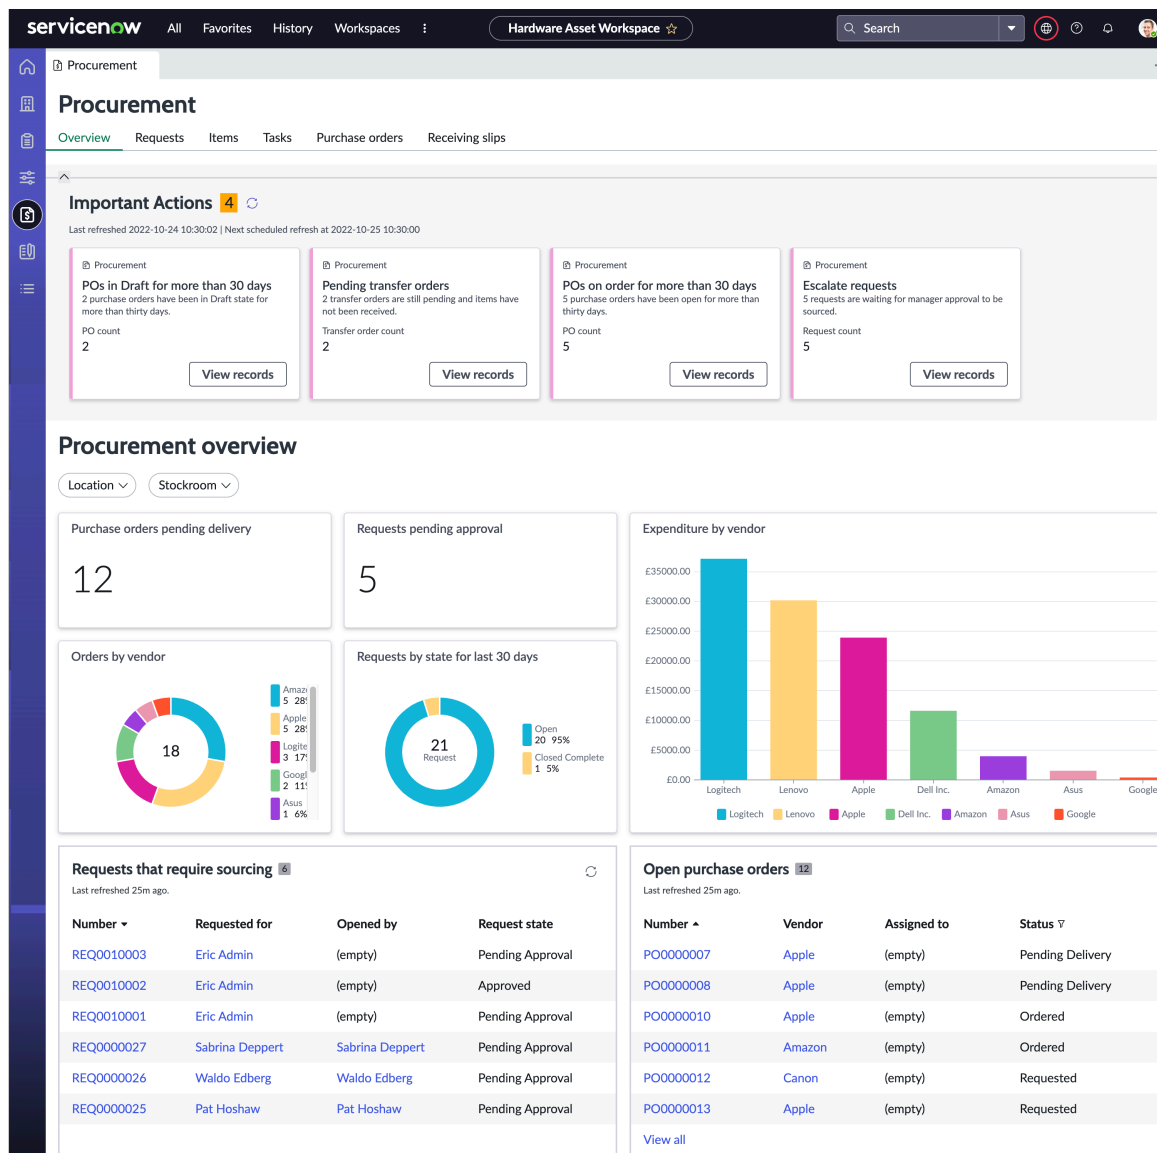 servicenow All Favorites History Workspaces Hardware Asset Workspace Search
Procurement
Procurement
Overview Requests Items Tasks Purchase orders Receiving slips
Important Actions 4
Last refreshed 2022-10-24 10:30:02 | Next scheduled refresh at 2022-10-25 10:30:00
Procurement
POs in Draft for more than 30 days
2 purchase orders have been in Draft state for
more than thirty days.
PO count
2
View records
Procurement
Pending transfer orders
2 transfer orders are still pending and items have
not been received.
Transfer order count
2
View records
Procurement
POs on order for more than 30 days
5 purchase orders have been open for more than
thirty days.
PO count
5
View records
Procurement
Escalate requests
5 requests are waiting for manager approval to be
sourced.
Request count
5
View records
Procurement overview
Location Stockroom
Purchase orders pending delivery
12
Requests pending approval
5
Orders by vendor
18
Amaz
5 28
Apple
5 28
Logite
3 17
Googl
2 11
Asus
1 6%
Requests by state for last 30 days
21
Request
Open
20 95%
Closed Complete
1 5%
Expenditure by vendor
£35000.00
£30000.00
£25000.00
£20000.00
£15000.00
£10000.00
£5000.00
£0.00
Logitech Lenovo Apple Dell Inc. Amazon Asus Google
Logitech Lenovo Apple Dell Inc. Amazon Asus Google
Requests that require sourcing 6
Last refreshed 25m ago.
Number Requested for Opened by Request state
REQ0010003 Eric Admin (empty) Pending Approval
REQ0010002 Eric Admin (empty) Approved
REQ0010001 Eric Admin (empty) Pending Approval
REQ0000027 Sabrina Deppert Sabrina Deppert Pending Approval
REQ0000026 Waldo Edberg Waldo Edberg Pending Approval
REQ0000025 Pat Hoshaw Pat Hoshaw Pending Approval
Open purchase orders 12
Last refreshed 25m ago.
Number Vendor Assigned to Status
PO0000007 Apple (empty) Pending Delivery
PO0000008 Apple (empty) Pending Delivery
PO0000010 Apple (empty) Ordered
PO0000011 Amazon (empty) Ordered
PO0000012 Canon (empty) Requested
PO0000013 Apple (empty) Requested
View all